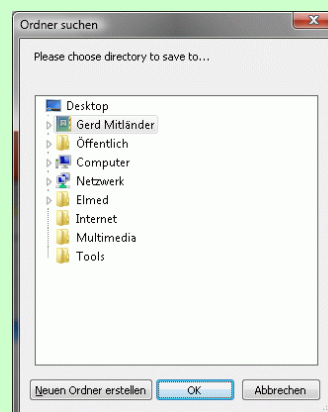 Ordner suchen
Please choose directory to save to...
Desktop
Gerd Mitländer
Öffentlich
Computer
Netzwerk
Elmed
Internet
Multimedia
Tools
Neuen Ordner erstellen OK Abbrechen